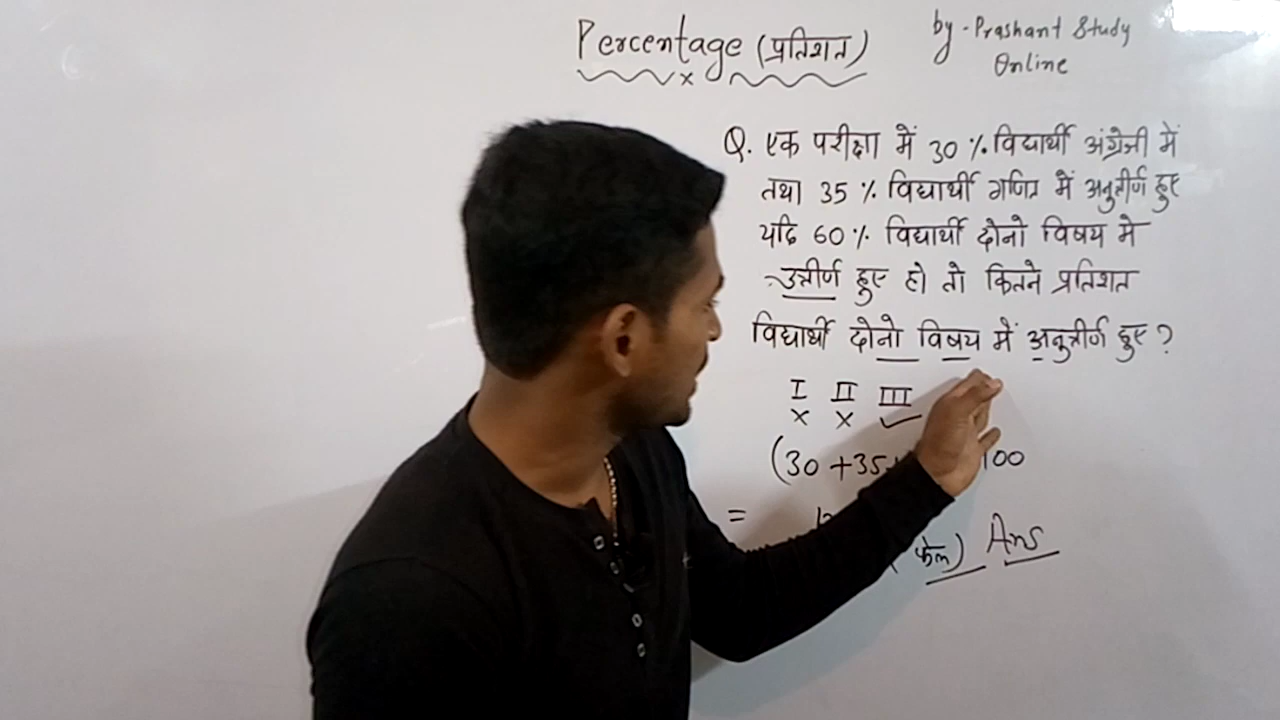 Percentage (प्रतिशत)
by - Prashant Study
Online
Q. एक परीक्षा में 30 % विद्यार्थी अंग्रेजी में
तथा 35 % विद्यार्थी गणित में अनुतीर्ण हुए
यदि 60 % विद्यार्थी दोनो विषय मे
उत्तीर्ण हुए हो तो कितने प्रतिशत
विद्यार्थी दोनो विषय में अनुत्तीर्ण हुए ?
I II III
x x ✓
(30 + 35 100
=
(फेल) Ans